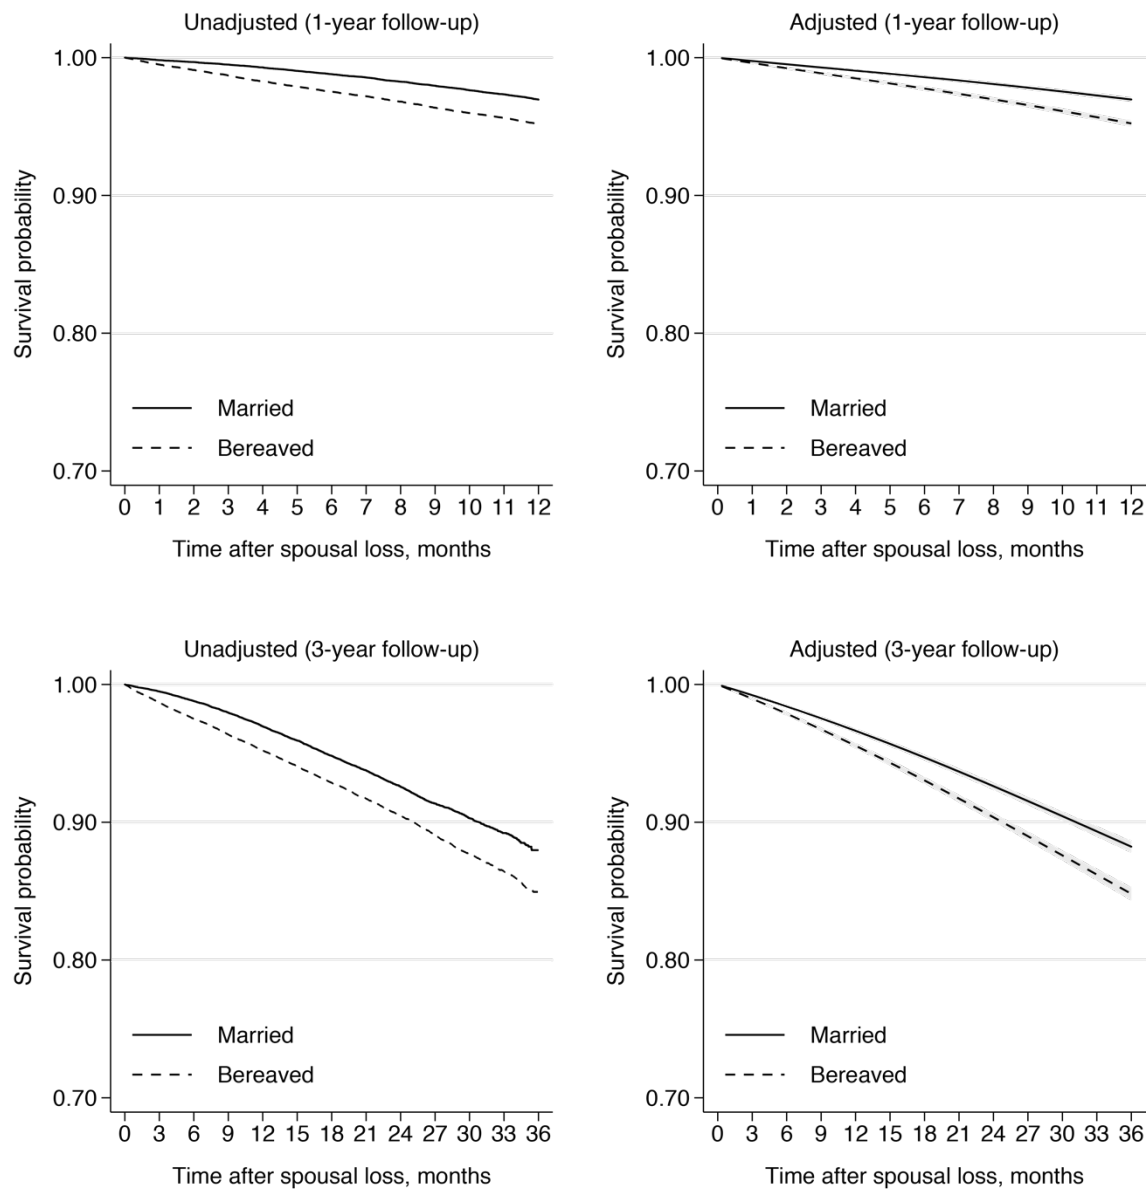 Unadjusted (1-year follow-up)
1.00
0.90
0.80
0.70
Survival probability
Married
Bereaved
0 1 2 3 4 5 6 7 8 9 10 11 12
Time after spousal loss, months
Adjusted (1-year follow-up)
1.00
0.90
0.80
0.70
Survival probability
Married
Bereaved
0 1 2 3 4 5 6 7 8 9 10 11 12
Time after spousal loss, months
Unadjusted (3-year follow-up)
1.00
0.90
0.80
0.70
Survival probability
Married
Bereaved
0 3 6 9 12 15 18 21 24 27 30 33 36
Time after spousal loss, months
Adjusted (3-year follow-up)
1.00
0.90
0.80
0.70
Survival probability
Married
Bereaved
0 3 6 9 12 15 18 21 24 27 30 33 36
Time after spousal loss, months